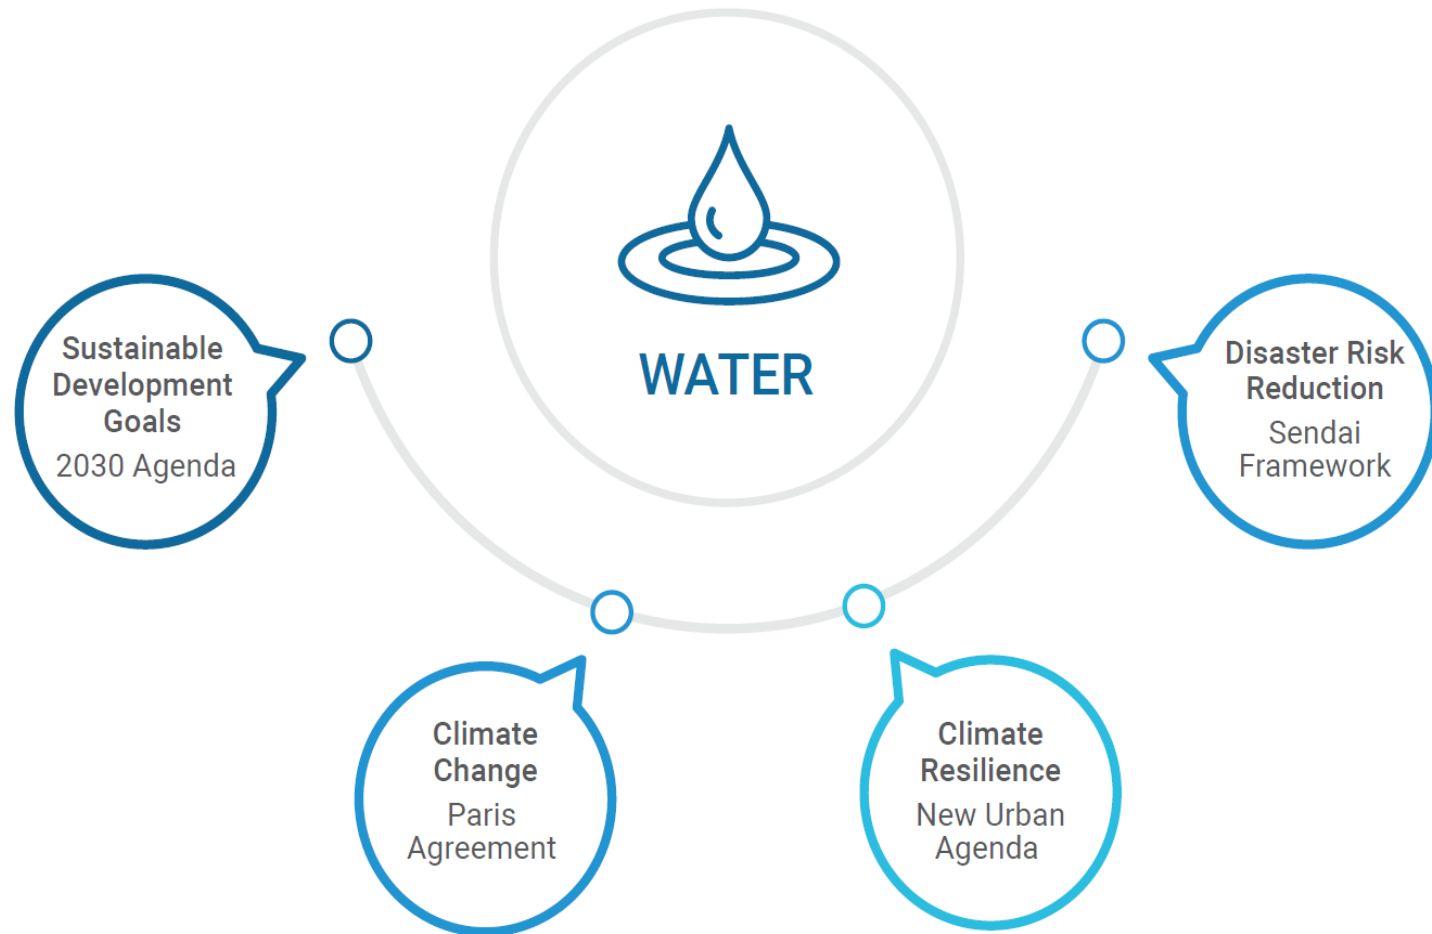 WATER
Sustainable
Development
Goals
2030 Agenda
Disaster Risk
Reduction
Sendai
Framework
Climate
Change
Paris
Agreement
Climate
Resilience
New Urban
Agenda